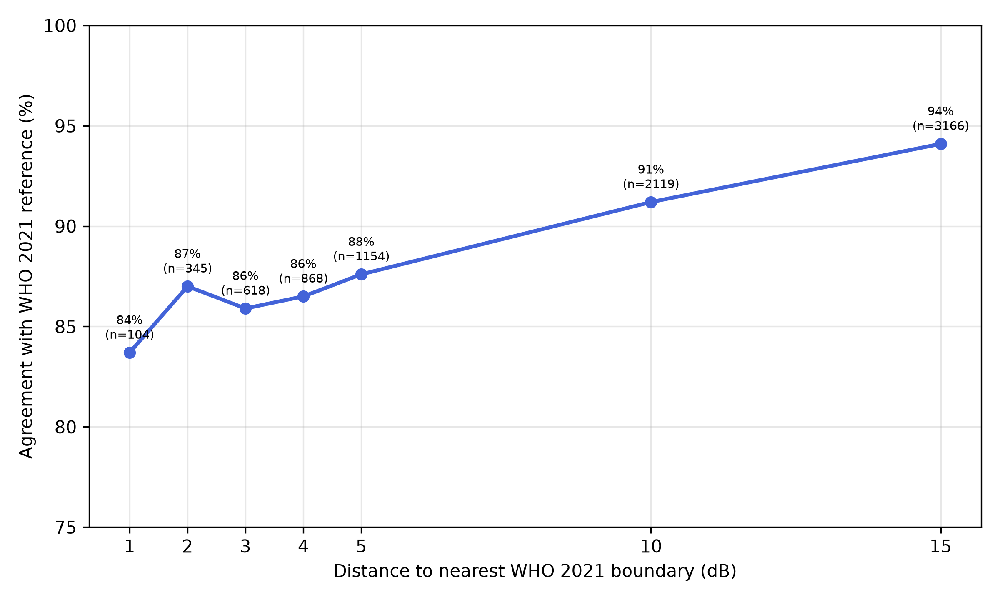 100
95
90
85
80
75
Agreement with WHO 2021 reference (%)
84%
(n=104)
87%
(n=345)
86%
(n=618)
86%
(n=868)
88%
(n=1154)
91%
(n=2119)
94%
(n=3166)
1 2 3 4 5 10 15
Distance to nearest WHO 2021 boundary (dB)